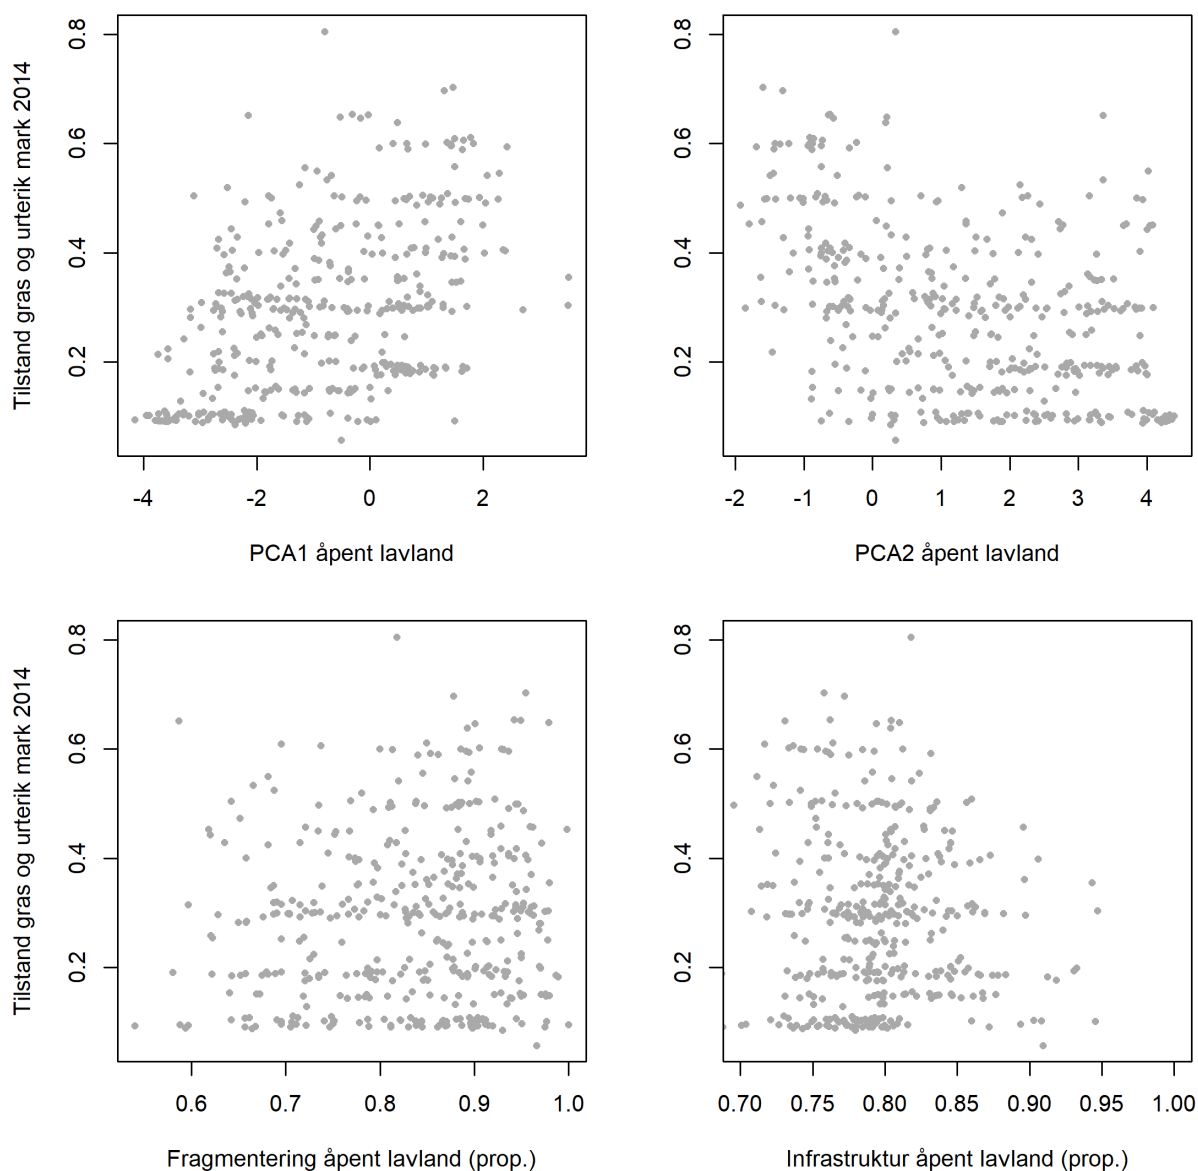 Tilstand gras og urterik mark 2014
0.8
0.6
0.4
0.2
-4 -2 0 2
PCA1 åpent lavland
0.8
0.6
0.4
0.2
-2 -1 0 1 2 3 4
PCA2 åpent lavland
Tilstand gras og urterik mark 2014
0.8
0.6
0.4
0.2
0.6 0.7 0.8 0.9 1.0
Fragmentering åpent lavland (prop.)
0.8
0.6
0.4
0.2
0.70 0.75 0.80 0.85 0.90 0.95 1.00
Infrastruktur åpent lavland (prop.)